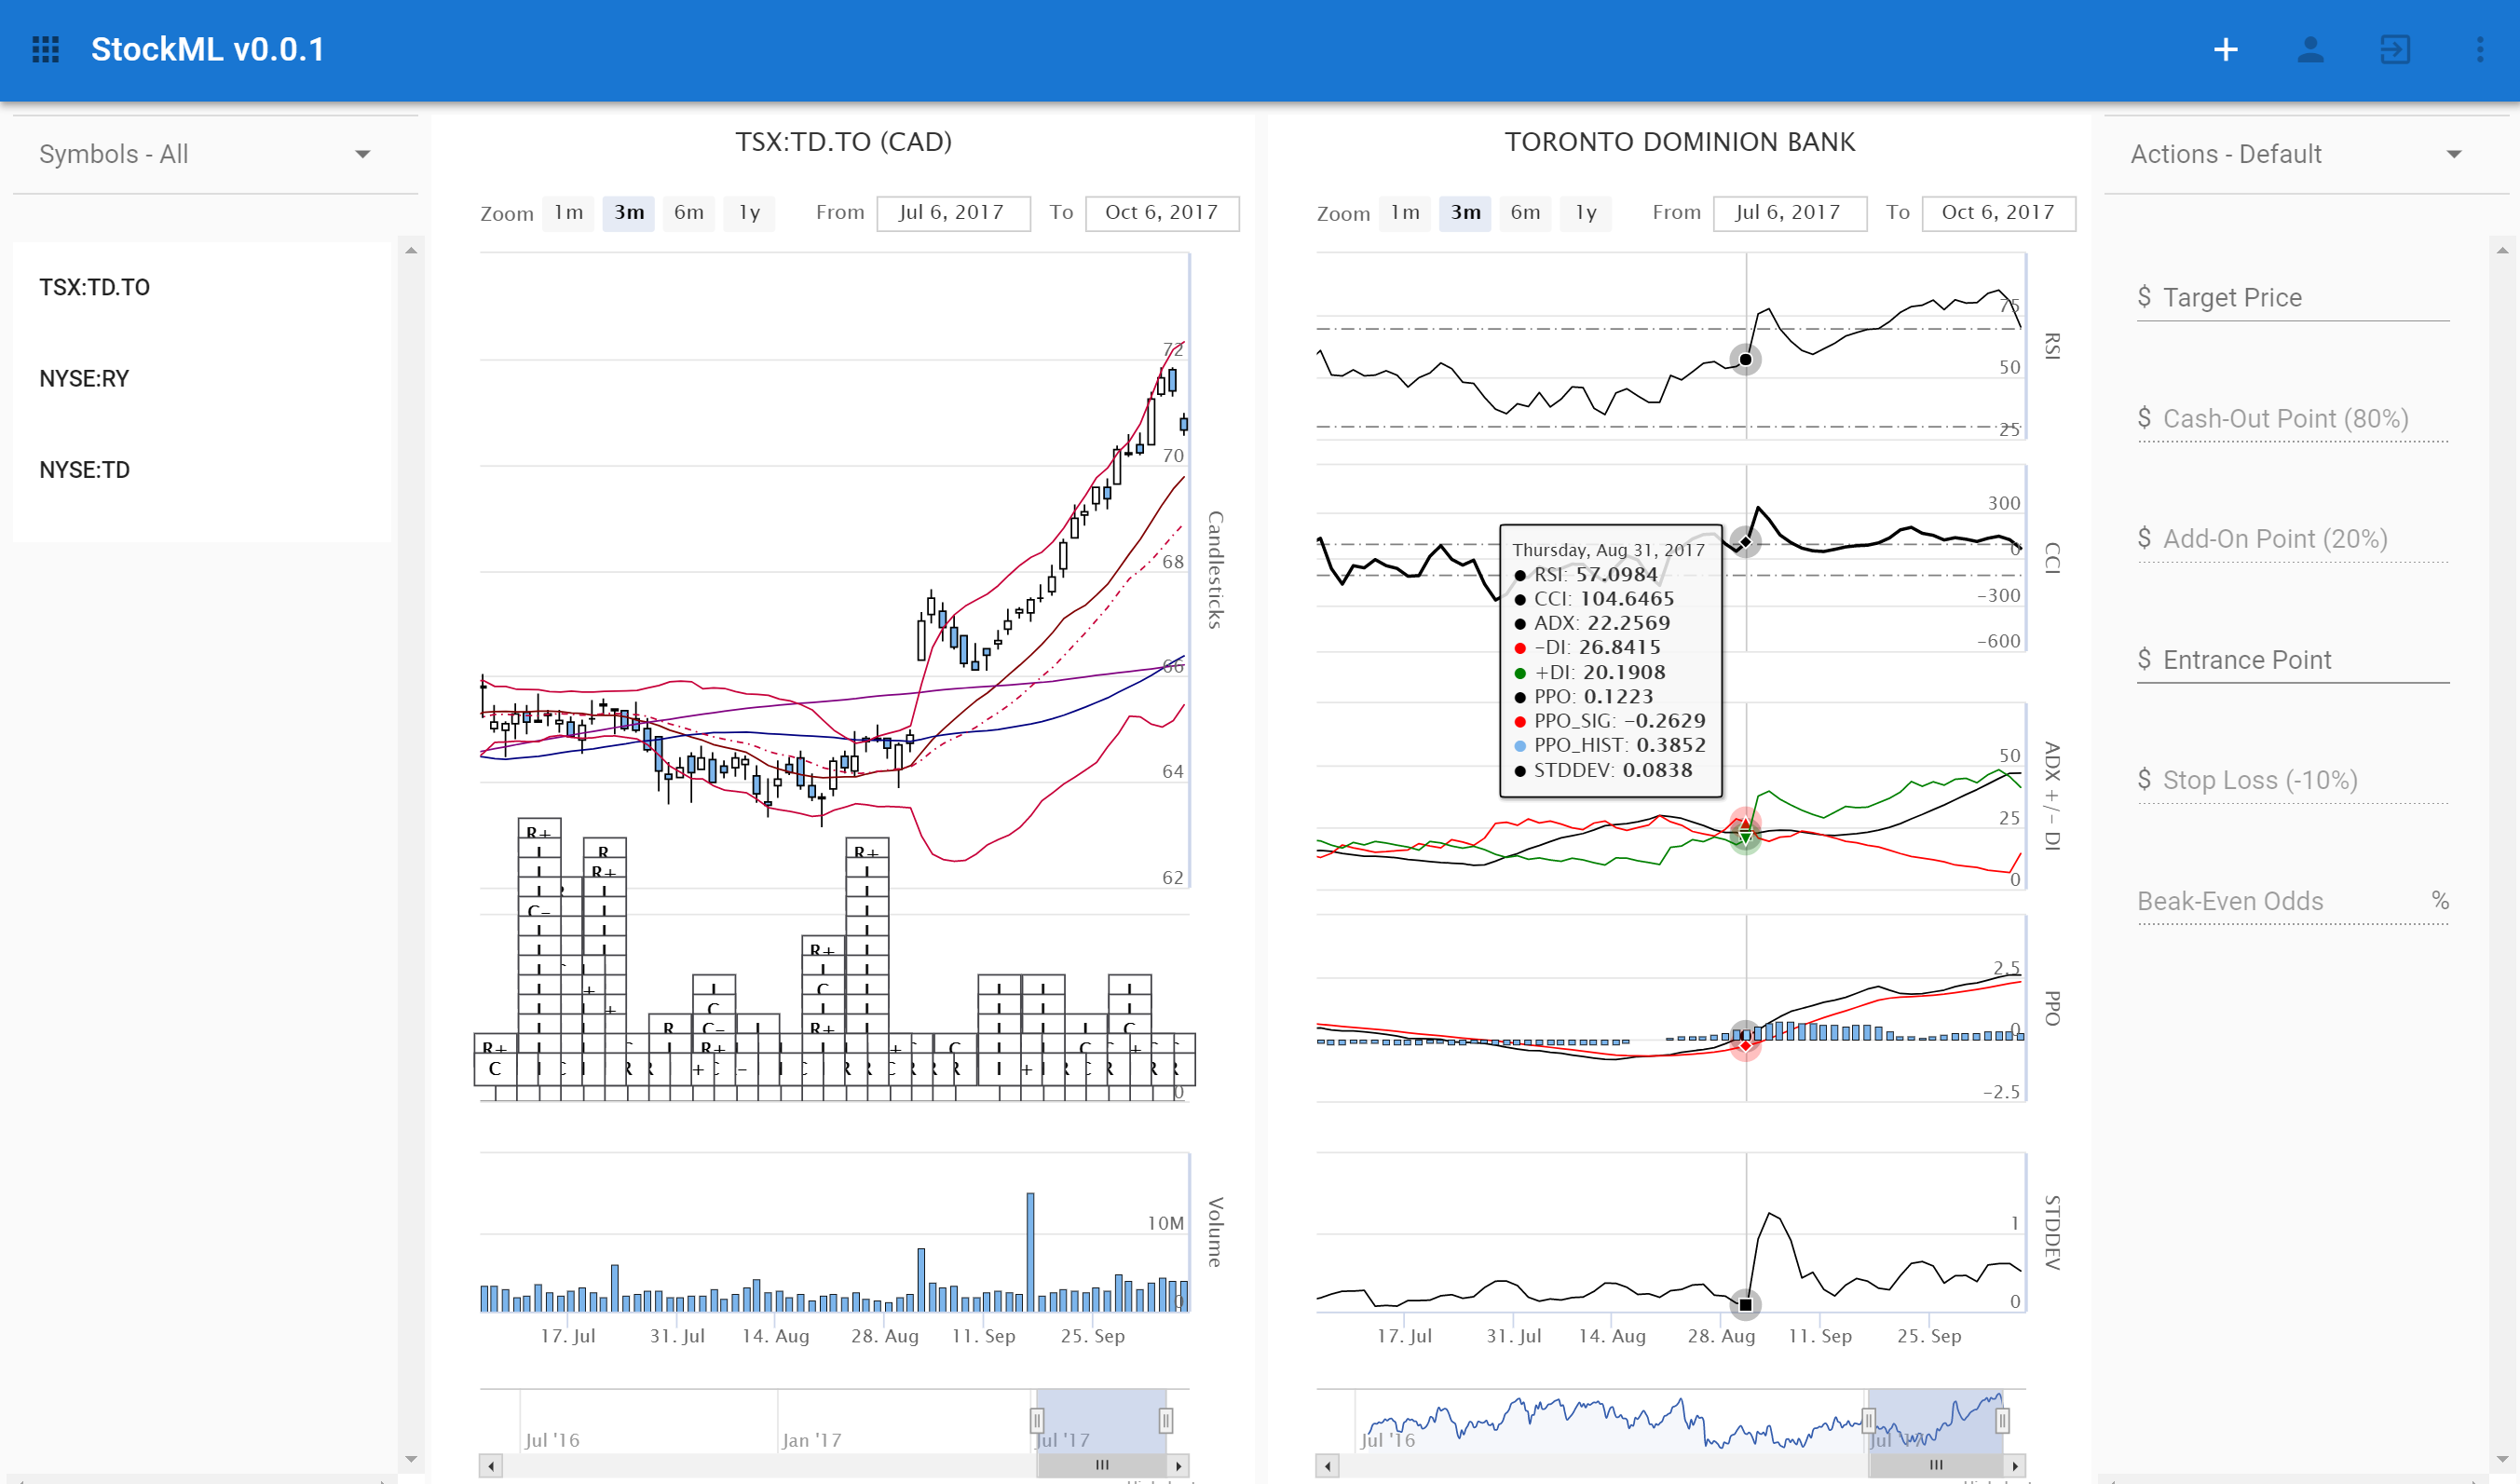 StockML v0.0.1
Symbols - All
TSX:TD.TO
NYSE:RY
NYSE:TD
TSX:TD.TO (CAD)
Zoom 1m 3m 6m 1y From Jul 6, 2017 To Oct 6, 2017
72
70
68
66
64
62
Candlesticks
R+
R
R+
C-
R+
I
C
R+
I
R+
C
0
10M
0
Volume
17. Jul 31. Jul 14. Aug 28. Aug 11. Sep 25. Sep
Jul '16 Jan '17 Jul '17
TORONTO DOMINION BANK
Zoom 1m 3m 6m 1y From Jul 6, 2017 To Oct 6, 2017
75
50
25
RSI
300
0
-300
-600
CCI
Thursday, Aug 31, 2017
RSI: 57.0984
CCI: 104.6465
ADX: 22.2569
-DI: 26.8415
+DI: 20.1908
PPO: 0.1223
PPO_SIG: -0.2629
PPO_HIST: 0.3852
STDDEV: 0.0838
50
25
0
ADX +/- DI
2.5
0
-2.5
PPO
1
0
STDDEV
17. Jul 31. Jul 14. Aug 28. Aug 11. Sep 25. Sep
Jul '16 Jul '17
Actions - Default
$ Target Price
$ Cash-Out Point (80%)
$ Add-On Point (20%)
$ Entrance Point
$ Stop Loss (-10%)
Beak-Even Odds %